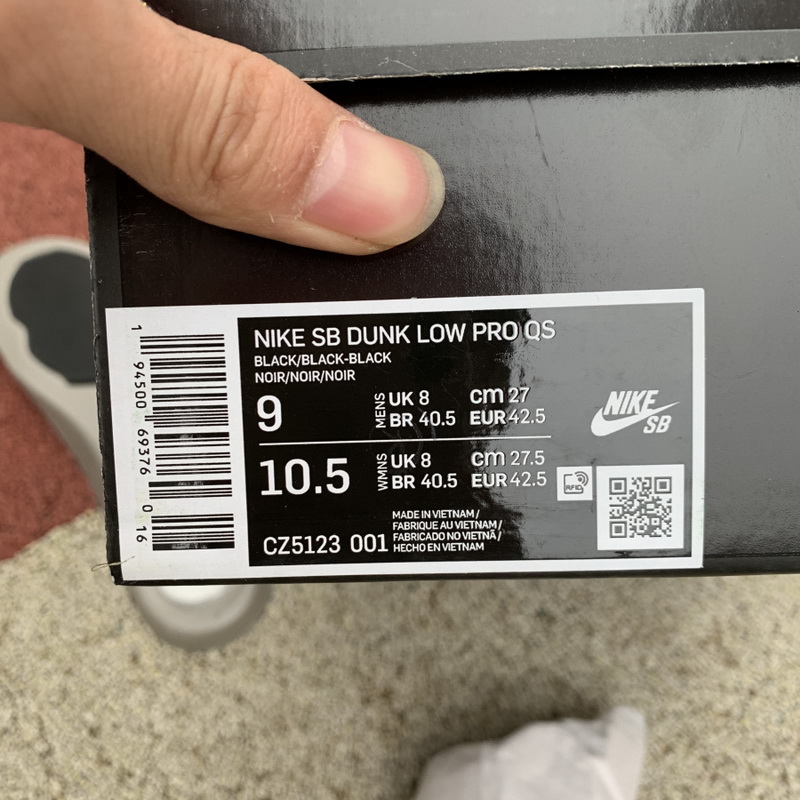 NIKE SB DUNK LOW PRO QS
BLACK/BLACK-BLACK
NOIR/NOIR/NOIR
9 MENS UK 8 cm 27
BR 40.5 EUR 42.5
10.5 WMNS UK 8 cm 27.5
BR 40.5 EUR 42.5
CZ5123 001
MADE IN VIETNAM /
FABRIQUE AU VIETNAM /
FABRICADO NO VIETNÃ /
HECHO EN VIETNAM
NIKE
SB
RFID
1 94500 69376 0 16